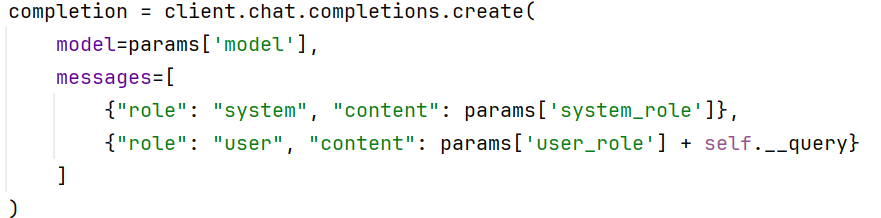 completion = client.chat.completions.create(
    model=params['model'],
    messages=[
        {"role": "system", "content": params['system_role']},
        {"role": "user", "content": params['user_role'] + self.__query}
    ]
)